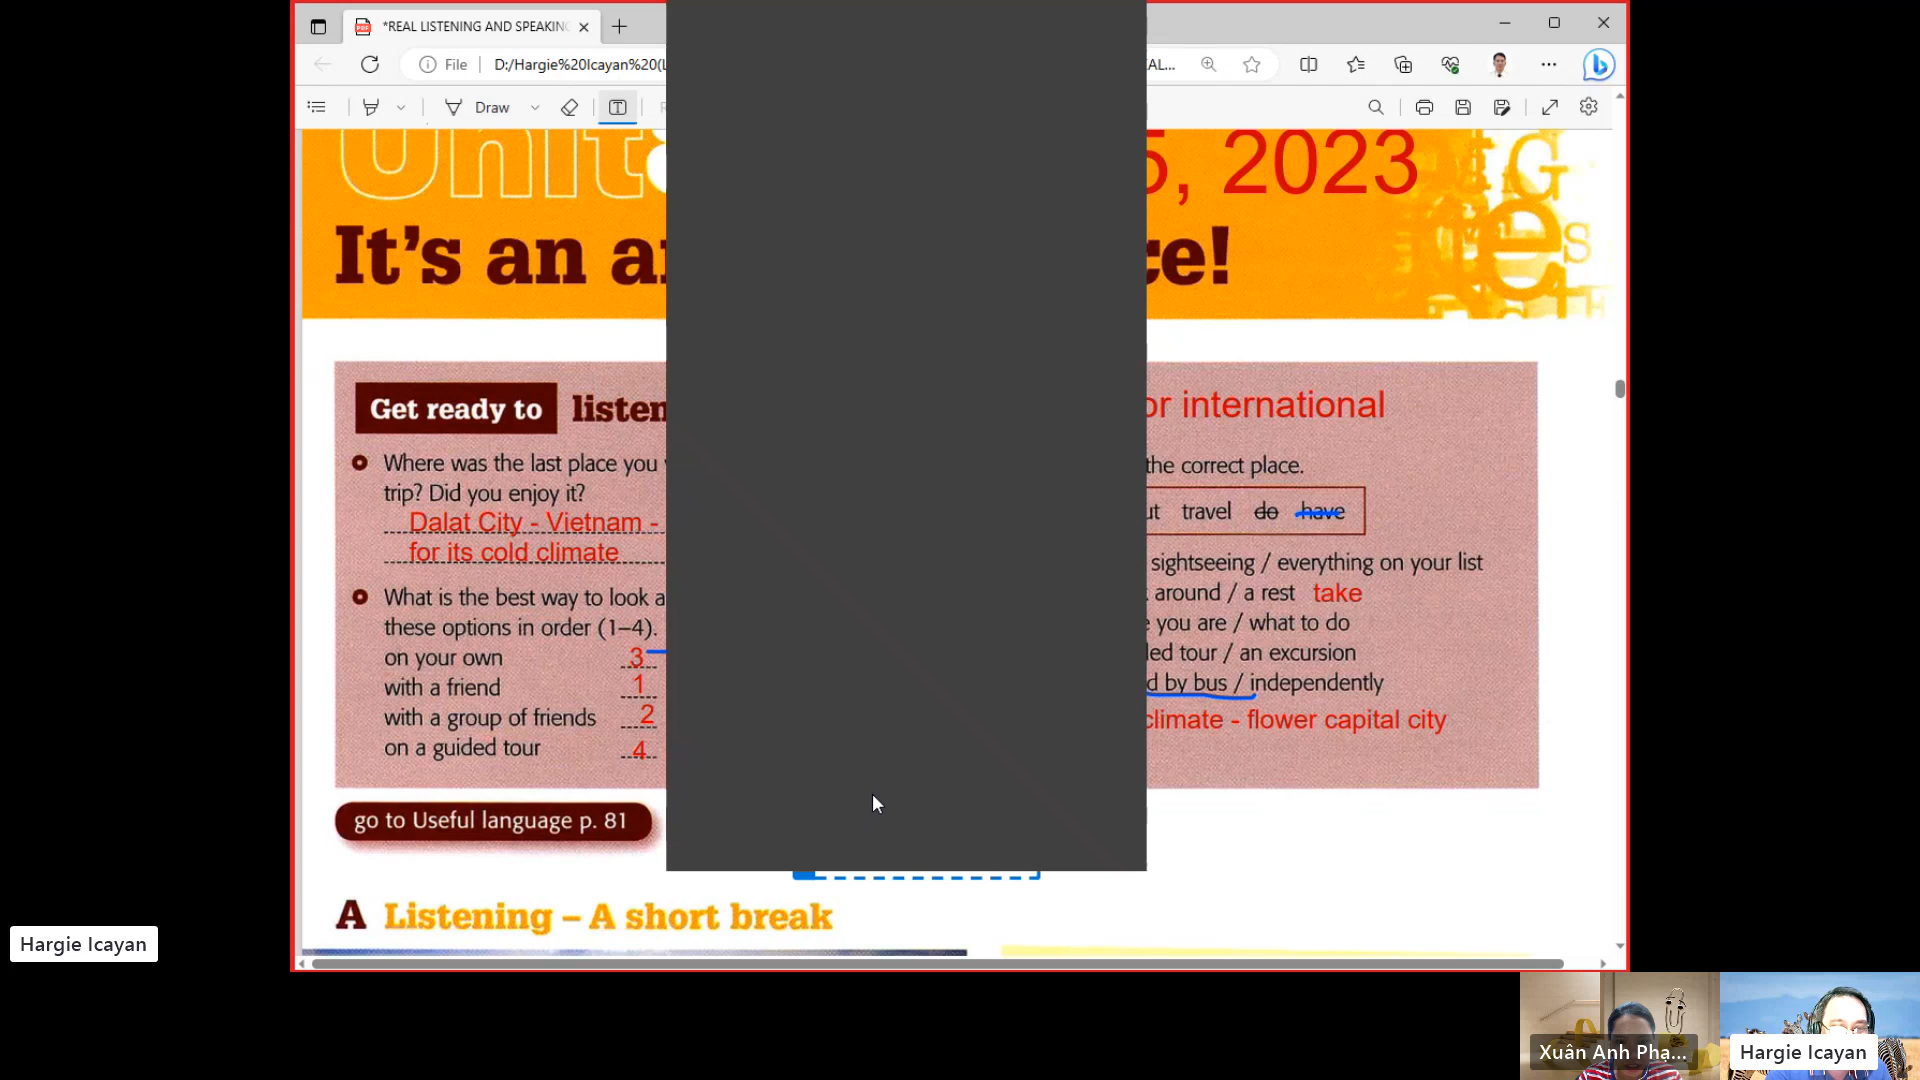 *REAL LISTENING AND SPEAKING
File
D:/Hargie%20Icayan%20(L
AL...
Draw
Unit
5, 2023
It's an a
ce!
Get ready to listen
or international
Where was the last place you
trip? Did you enjoy it?
Dalat City - Vietnam -
for its cold climate
What is the best way to look a
these options in order (1–4).
on your own 3
with a friend 1
with a group of friends 2
on a guided tour 4
the correct place.
ut travel do have
sightseeing / everything on your list
around / a rest take
e you are / what to do
led tour / an excursion
d by bus / independently
climate - flower capital city
go to Useful language p. 81
A Listening – A short break
Hargie Icayan
Xuân Anh Phạ...
Hargie Icayan